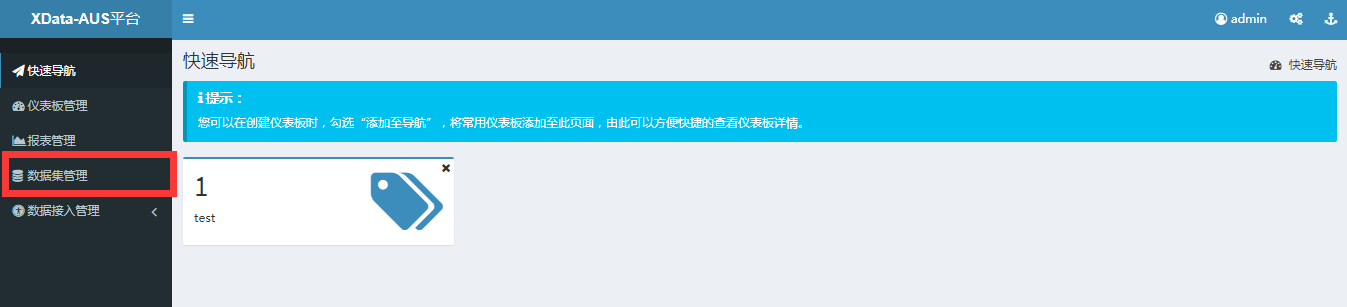 XData-AUS平台
admin
快速导航
仪表板管理
报表管理
数据集管理
数据接入管理
快速导航
快速导航
提示：
您可以在创建仪表板时，勾选“添加至导航”，将常用仪表板添加至此页面，由此可以方便快捷的查看仪表板详情。
1
test